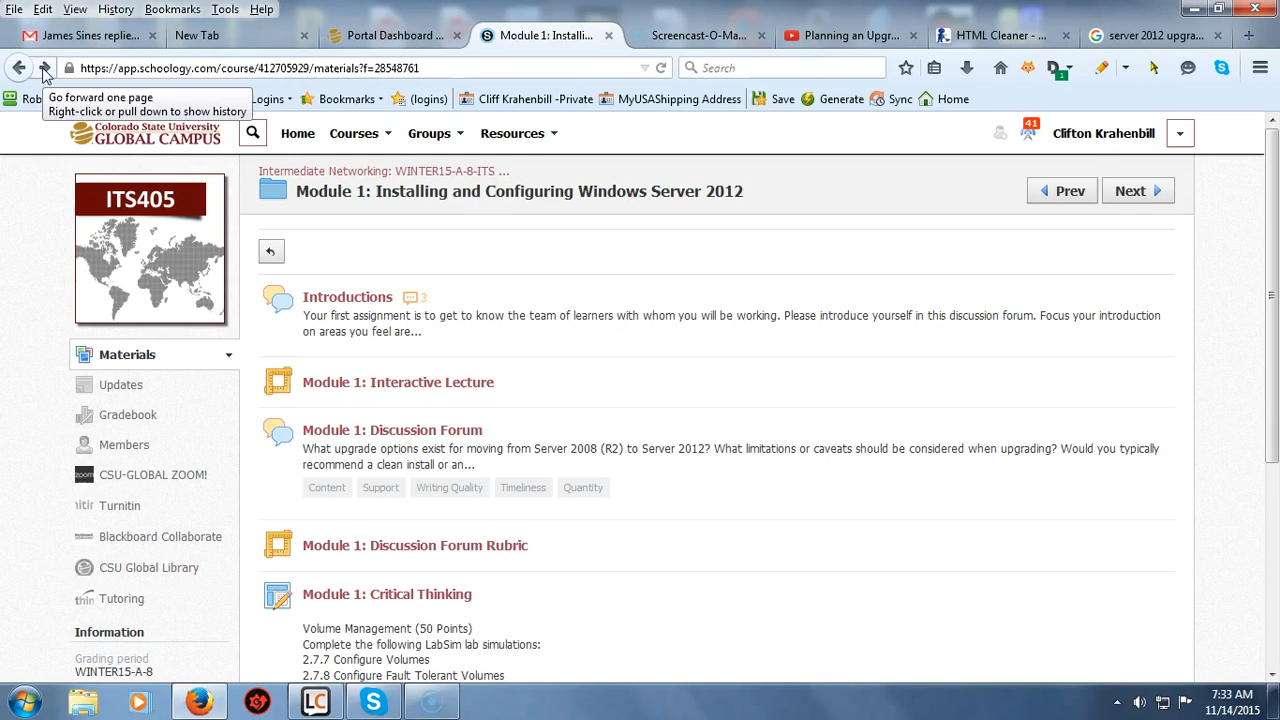 File Edit View History Bookmarks Tools Help
James Sines replie...
New Tab
Portal Dashboard ...
Module 1: Installi...
Screencast-O-Ma...
Planning an Upgr...
HTML Cleaner - ...
server 2012 upgra...
https://app.schoology.com/course/412705929/materials?f=28548761
Search
Go forward one page
Right-click or pull down to show history
Logins
Bookmarks
(logins)
Cliff Krahenbill -Private
MyUSAShipping Address
Save
Generate
Sync
Home
Colorado State University
GLOBAL CAMPUS
Home Courses Groups Resources
41
Clifton Krahenbill
ITS405
Intermediate Networking: WINTER15-A-8-ITS ...
Module 1: Installing and Configuring Windows Server 2012
Prev
Next
Introductions 3
Your first assignment is to get to know the team of learners with whom you will be working. Please introduce yourself in this discussion forum. Focus your introduction
on areas you feel are...
Module 1: Interactive Lecture
Module 1: Discussion Forum
What upgrade options exist for moving from Server 2008 (R2) to Server 2012? What limitations or caveats should be considered when upgrading? Would you typically
recommend a clean install or an...
Content Support Writing Quality Timeliness Quantity
Module 1: Discussion Forum Rubric
Module 1: Critical Thinking
Volume Management (50 Points)
Complete the following LabSim lab simulations:
2.7.7 Configure Volumes
2.7.8 Configure Fault Tolerant Volumes
Materials
Updates
Gradebook
Members
zoom
CSU-GLOBAL ZOOM!
Turnitin
Blackboard Collaborate
CSU Global Library
Tutoring
Information
Grading period
WINTER15-A-8
LC
7:33 AM
11/14/2015